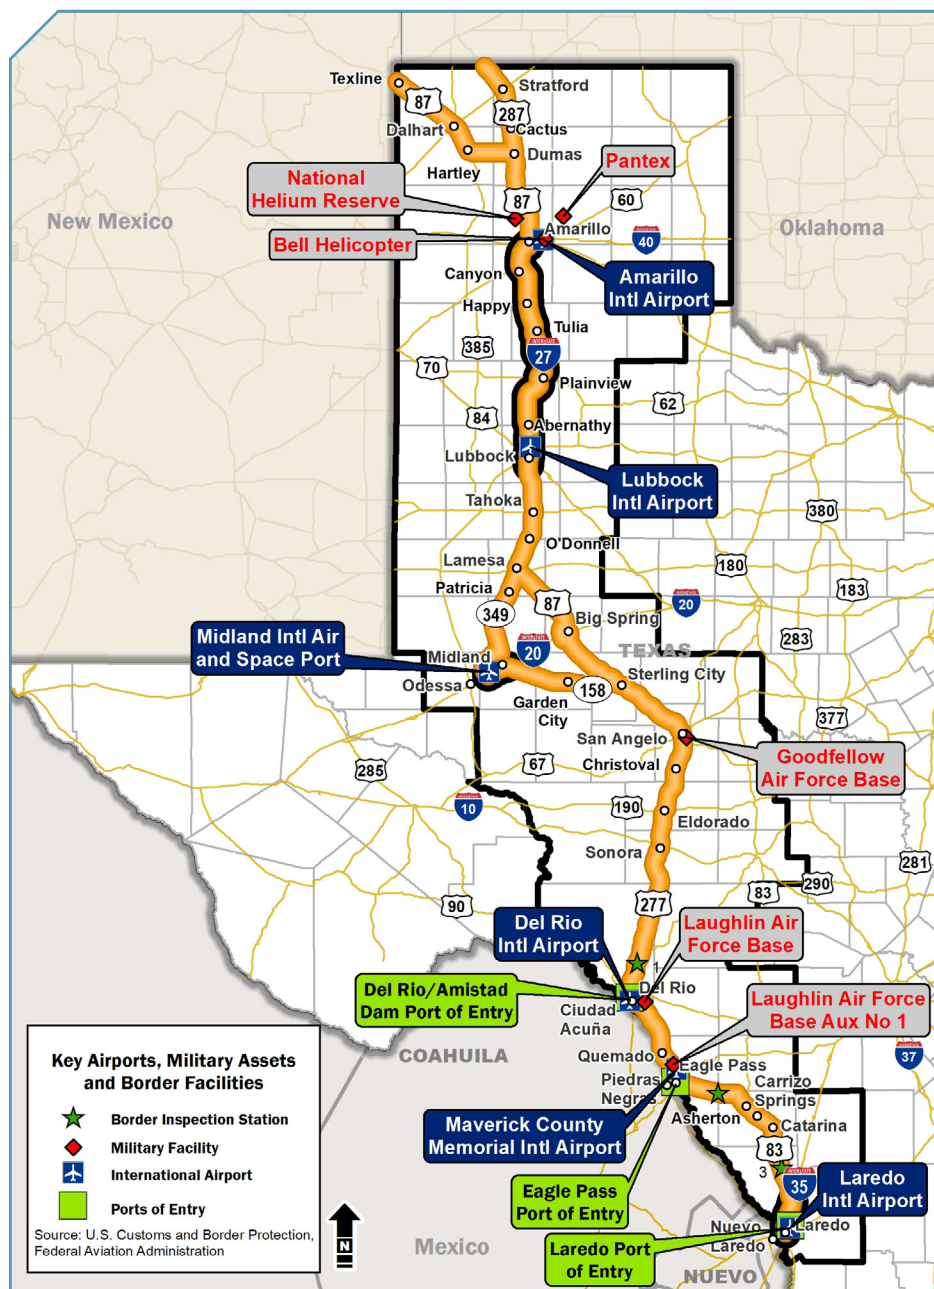 Texline
Stratford
87
287
Dalhart
Cactus
Dumas
Hartley
Pantex
National
Helium Reserve
87
60
New Mexico
Oklahoma
Amarillo
Bell Helicopter
INTERSTATE
40
Canyon
Amarillo
Intl Airport
Happy
Tulia
385
INTERSTATE
27
70
Plainview
62
84
Abernathy
Lubbock
Lubbock
Intl Airport
Tahoka
380
O'Donnell
Lamesa
180
Patricia
183
87
20
349
Big Spring
283
Midland Intl Air
and Space Port
INTERSTATE
20
TEXAS
Midland
Odessa
158
Sterling City
Garden
City
377
San Angelo
67
Christoval
Goodfellow
Air Force Base
285
10
190
Eldorado
Sonora
281
83
290
90
277
Del Rio
Intl Airport
Laughlin Air
Force Base
1
Del Rio
Del Rio/Amistad
Dam Port of Entry
Laughlin Air Force
Base Aux No 1
Ciudad
Acuña
COAHUILA
Quemado
37
Eagle Pass
Piedras
Negras
Carrizo
Springs
Asherton
Catarina
Maverick County
Memorial Intl Airport
83
3
35
Laredo
Intl Airport
Eagle Pass
Port of Entry
Nuevo
Laredo
Laredo
Laredo Port
of Entry
Mexico
NUEVO
Key Airports, Military Assets
and Border Facilities
Border Inspection Station
Military Facility
International Airport
Ports of Entry
Source: U.S. Customs and Border Protection,
Federal Aviation Administration
N